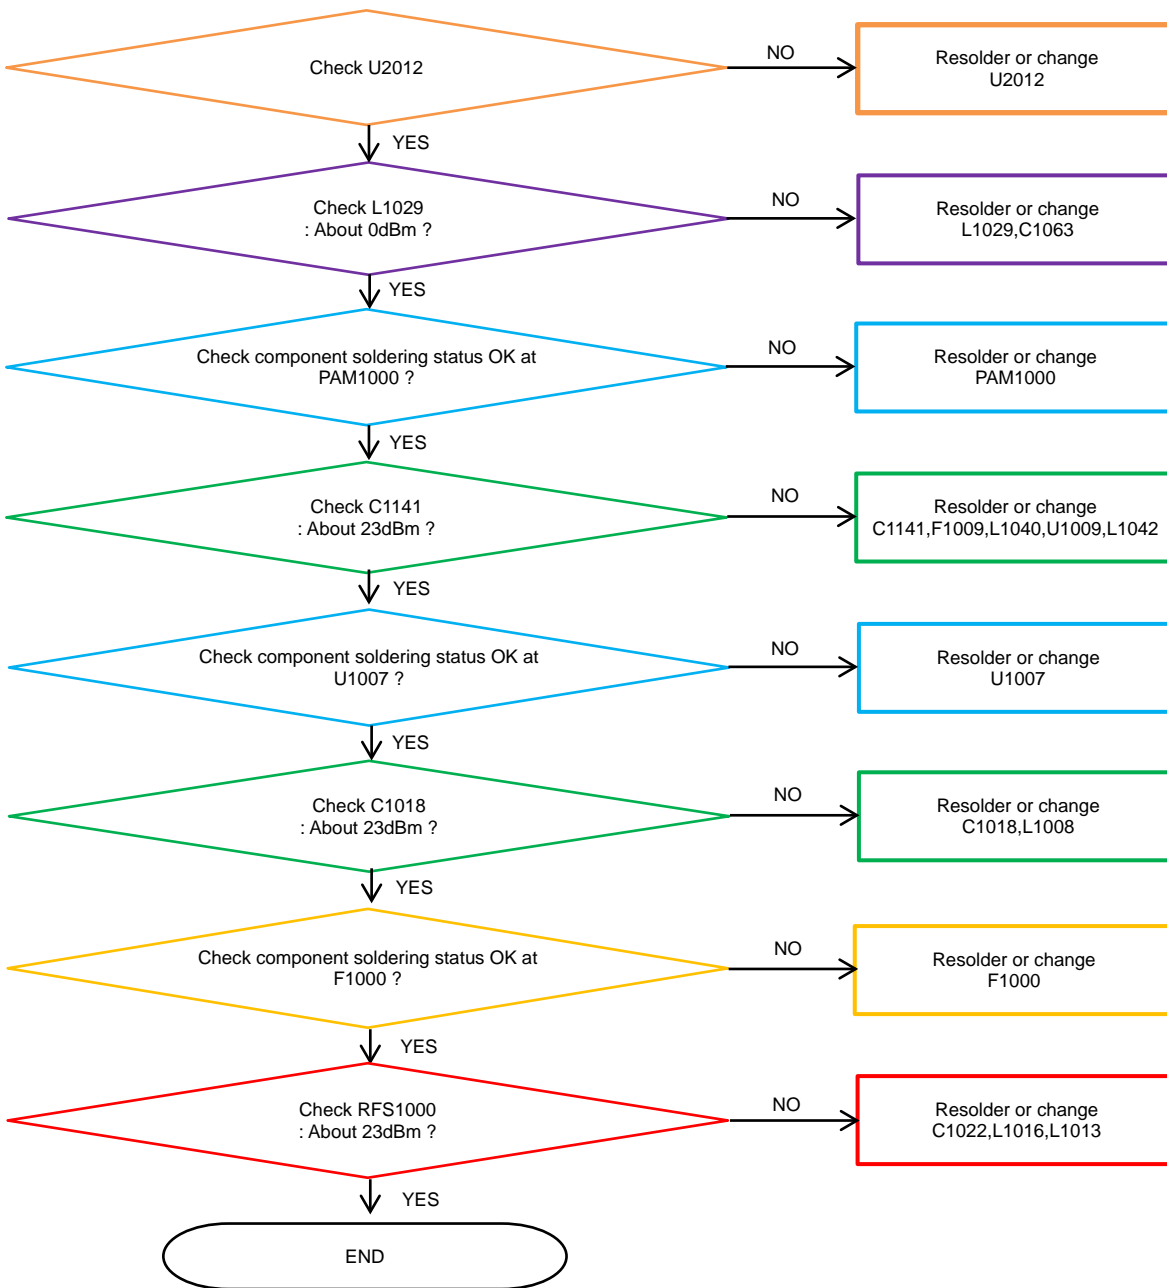 Check U2012
NO
Resolder or change
U2012
YES
Check L1029
: About 0dBm ?
NO
Resolder or change
L1029,C1063
YES
Check component soldering status OK at
PAM1000 ?
NO
Resolder or change
PAM1000
YES
Check C1141
: About 23dBm ?
NO
Resolder or change
C1141,F1009,L1040,U1009,L1042
YES
Check component soldering status OK at
U1007 ?
NO
Resolder or change
U1007
YES
Check C1018
: About 23dBm ?
NO
Resolder or change
C1018,L1008
YES
Check component soldering status OK at
F1000 ?
NO
Resolder or change
F1000
YES
Check RFS1000
: About 23dBm ?
NO
Resolder or change
C1022,L1016,L1013
YES
END